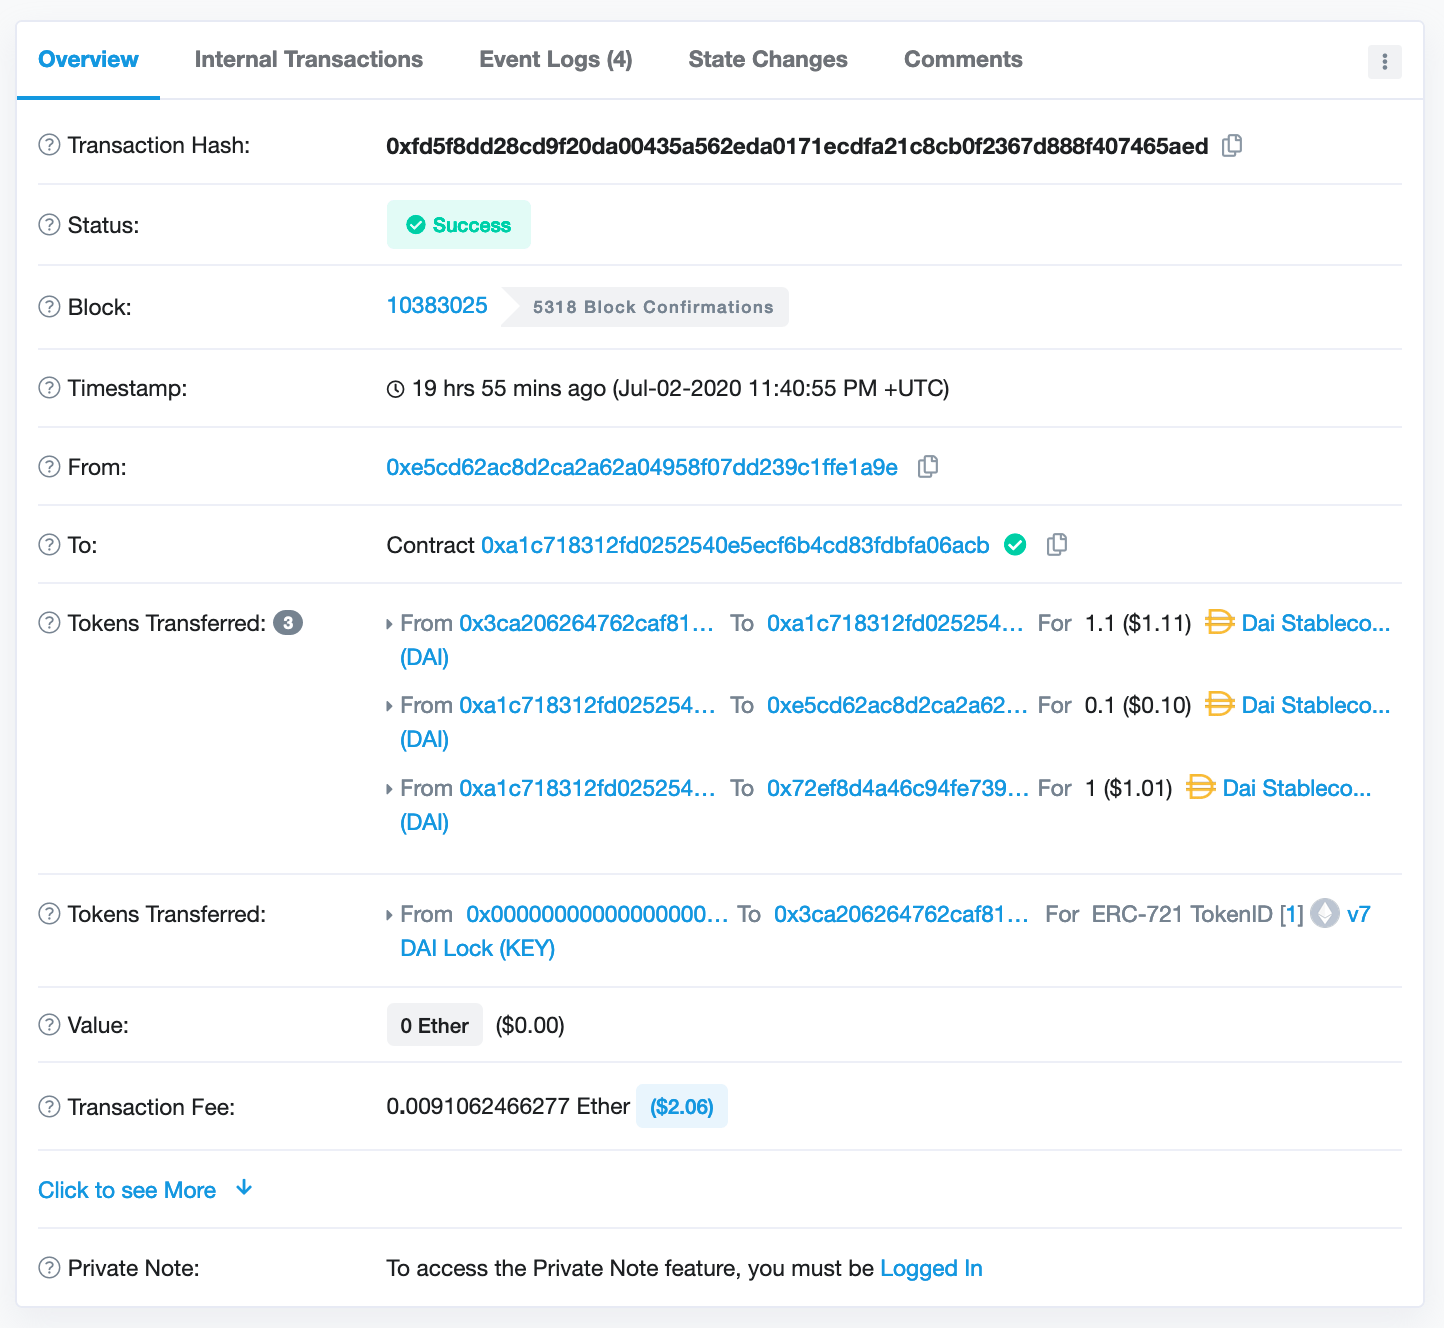 Overview Internal Transactions Event Logs (4) State Changes Comments
Transaction Hash: 0xfd5f8dd28cd9f20da00435a562eda0171ecdfa21c8cb0f2367d888f407465aed
Status: Success
Block: 10383025 5318 Block Confirmations
Timestamp: 19 hrs 55 mins ago (Jul-02-2020 11:40:55 PM +UTC)
From: 0xe5cd62ac8d2ca2a62a04958f07dd239c1ffe1a9e
To: Contract 0xa1c718312fd0252540e5ecf6b4cd83fdbfa06acb
Tokens Transferred: 3 From 0x3ca206264762caf81... To 0xa1c718312fd025254... For 1.1 ($1.11) Dai Stableco...
(DAI)
From 0xa1c718312fd025254... To 0xe5cd62ac8d2ca2a62... For 0.1 ($0.10) Dai Stableco...
(DAI)
From 0xa1c718312fd025254... To 0x72ef8d4a46c94fe739... For 1 ($1.01) Dai Stableco...
(DAI)
Tokens Transferred: From 0x00000000000000000... To 0x3ca206264762caf81... For ERC-721 TokenID [1] v7
DAI Lock (KEY)
Value: 0 Ether ($0.00)
Transaction Fee: 0.0091062466277 Ether ($2.06)
Click to see More
Private Note: To access the Private Note feature, you must be Logged In